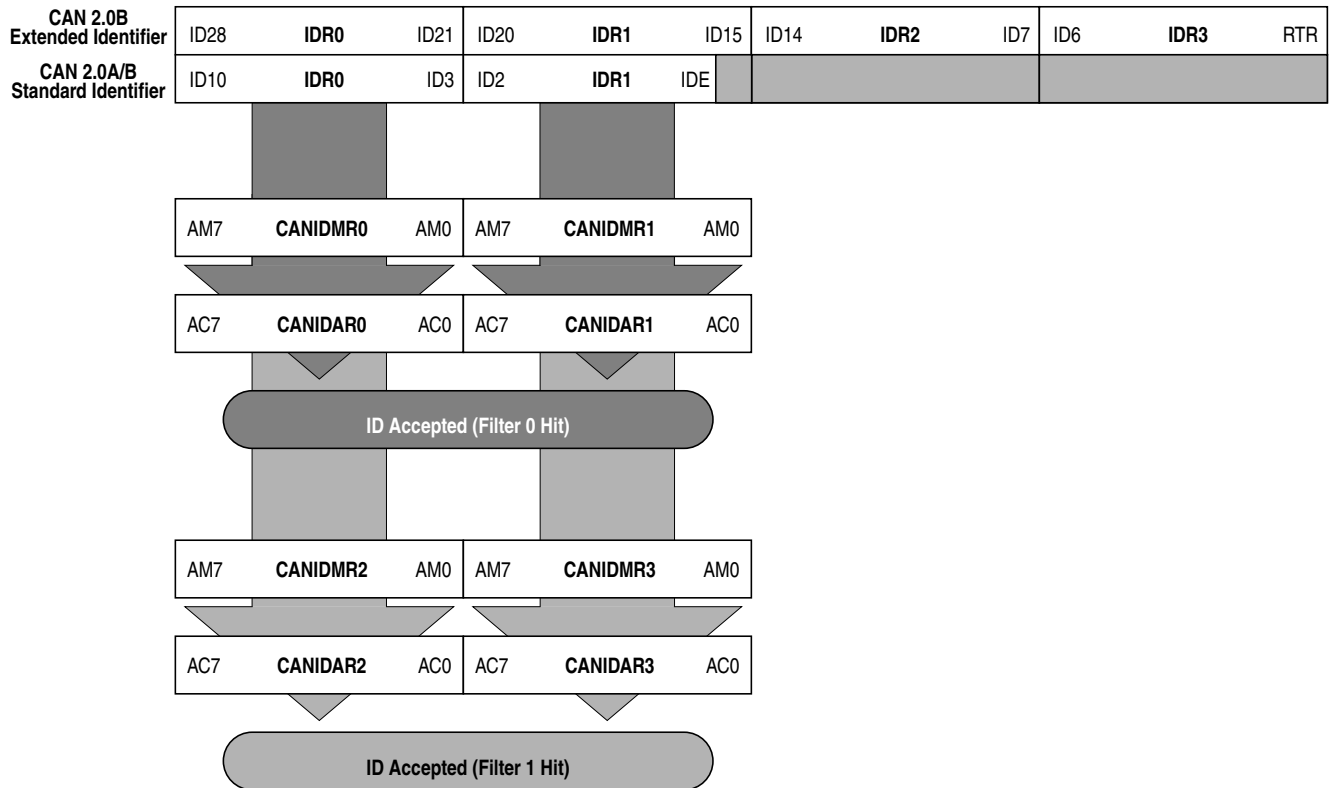 CAN 2.0B
Extended Identifier
ID28 IDR0 ID21 ID20 IDR1 ID15 ID14 IDR2 ID7 ID6 IDR3 RTR
CAN 2.0A/B
Standard Identifier
ID10 IDR0 ID3 ID2 IDR1 IDE
AM7 CANIDMR0 AM0 AM7 CANIDMR1 AM0
AC7 CANIDAR0 AC0 AC7 CANIDAR1 AC0
ID Accepted (Filter 0 Hit)
AM7 CANIDMR2 AM0 AM7 CANIDMR3 AM0
AC7 CANIDAR2 AC0 AC7 CANIDAR3 AC0
ID Accepted (Filter 1 Hit)